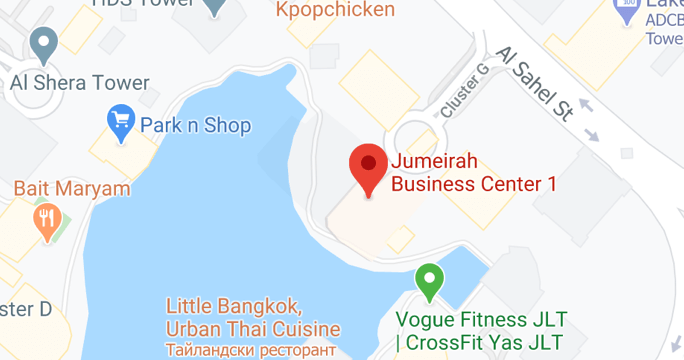 HDS Tower
Kpopchicken
Lake
ADCB
Towe
Al Shera Tower
Al Sahel St
Cluster G
Park n Shop
Jumeirah
Business Center 1
Bait Maryam
ster D
Little Bangkok,
Urban Thai Cuisine
Тайландски ресторант
Vogue Fitness JLT
| CrossFit Yas JLT